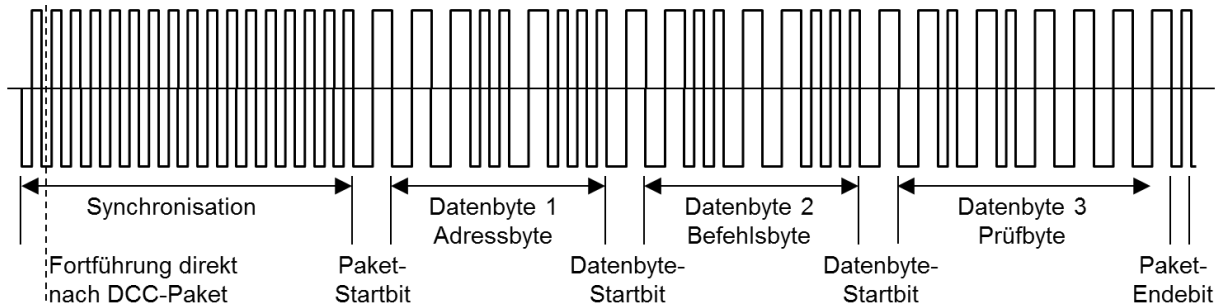 Synchronisation
Datenbyte 1
Adressbyte
Datenbyte 2
Befehlsbyte
Datenbyte 3
Prüfbyte
Fortführung direkt
nach DCC-Paket
Paket-
Startbit
Datenbyte-
Startbit
Datenbyte-
Startbit
Paket-
Endebit